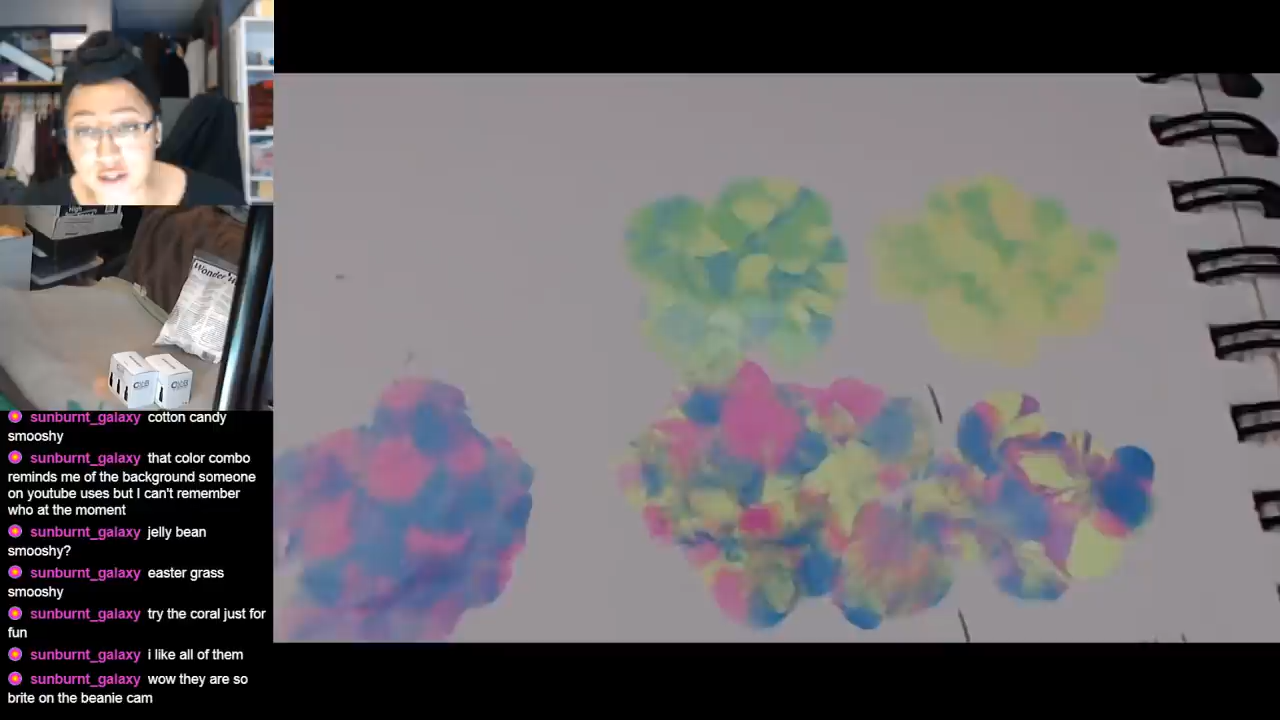 Wonder
sunburnt_galaxy cotton candy
smooshy
sunburnt_galaxy that color combo
reminds me of the background someone
on youtube uses but I can't remember
who at the moment
sunburnt_galaxy jelly bean
smooshy?
sunburnt_galaxy easter grass
smooshy
sunburnt_galaxy try the coral just for
fun
sunburnt_galaxy i like all of them
sunburnt_galaxy wow they are so
brite on the beanie cam